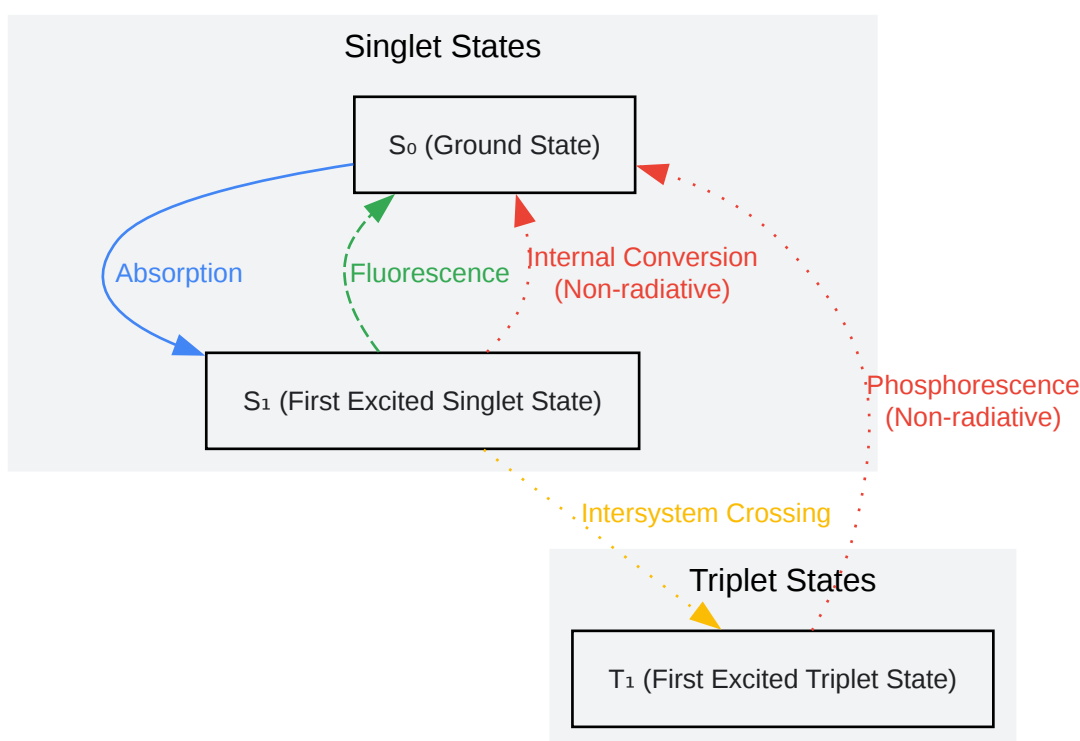 Singlet States
S₀ (Ground State)
Absorption
Fluorescence
Internal Conversion
(Non-radiative)
S₁ (First Excited Singlet State)
Phosphorescence
(Non-radiative)
Intersystem Crossing
Triplet States
T₁ (First Excited Triplet State)